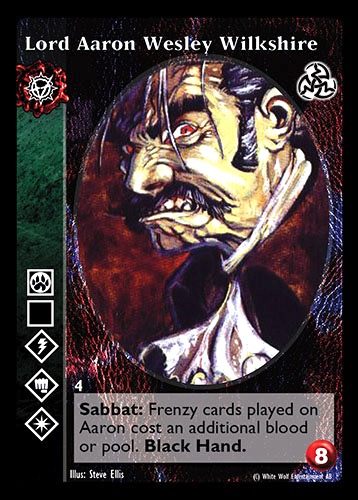 Lord Aaron Wesley Wilkshire
4
Sabbat: Frenzy cards played on
Aaron cost an additional blood
or pool. Black Hand.
8
Illus: Steve Ellis
(C) White Wolf Entertainment AB